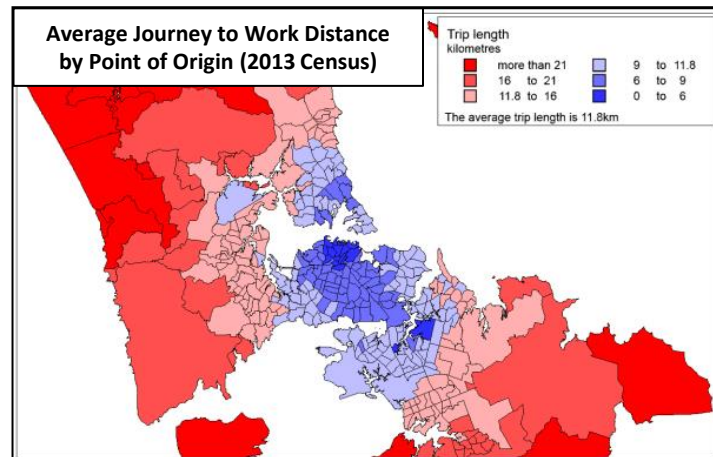 Average Journey to Work Distance
by Point of Origin (2013 Census)
Trip length
kilometres
more than 21
16 to 21
11.8 to 16
9 to 11.8
6 to 9
0 to 6
The average trip length is 11.8km